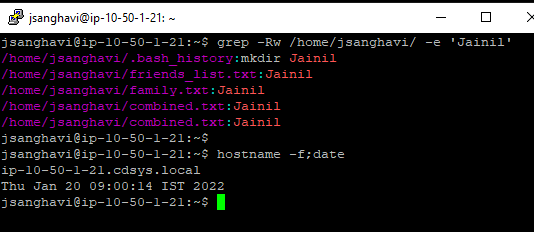 jsanghavi@ip-10-50-1-21: ~
jsanghavi@ip-10-50-1-21:~$ grep -Rw /home/jsanghavi/ -e 'Jainil'
/home/jsanghavi/.bash_history:mkdir Jainil
/home/jsanghavi/friends_list.txt:Jainil
/home/jsanghavi/family.txt:Jainil
/home/jsanghavi/combined.txt:Jainil
/home/jsanghavi/combined.txt:Jainil
jsanghavi@ip-10-50-1-21:~$
jsanghavi@ip-10-50-1-21:~$ hostname -f;date
ip-10-50-1-21.cdsys.local
Thu Jan 20 09:00:14 IST 2022
jsanghavi@ip-10-50-1-21:~$